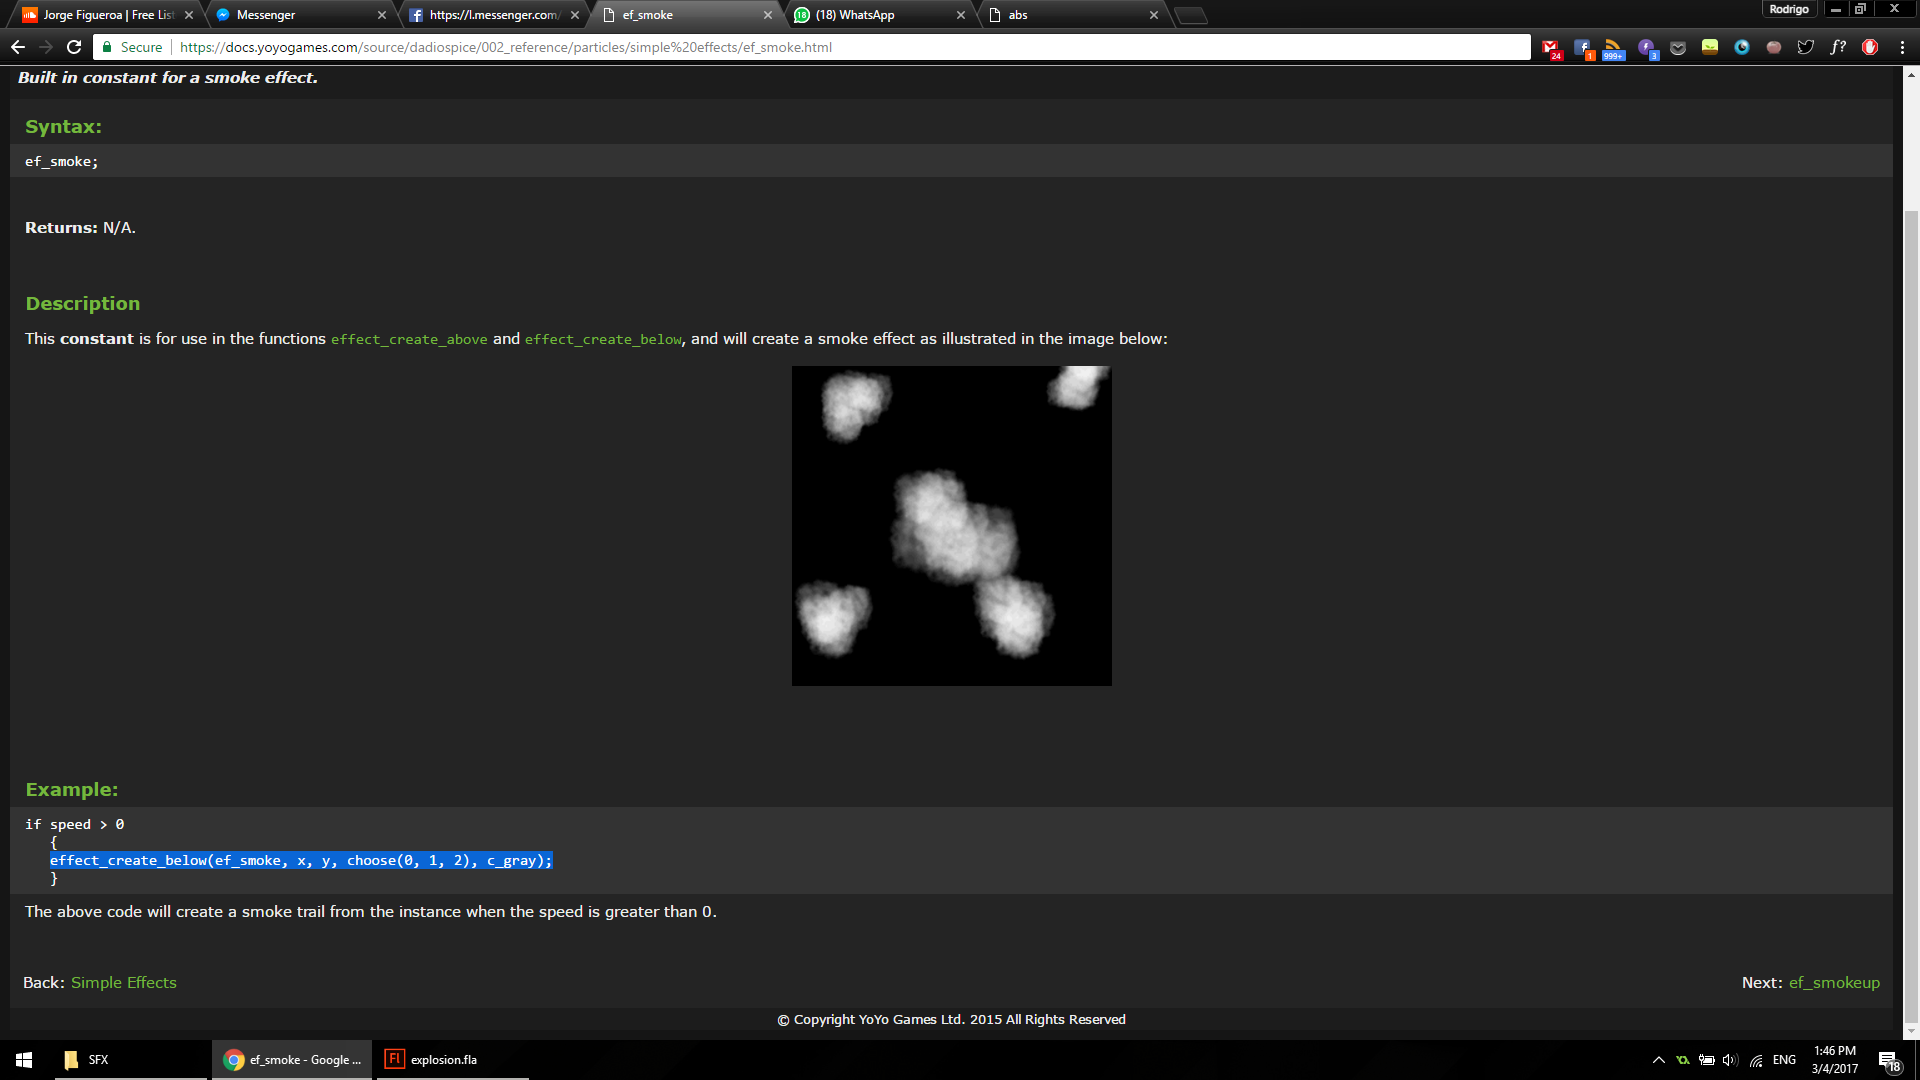 Jorge Figueroa | Free List
Messenger
https://l.messenger.com/
ef_smoke
(18) WhatsApp
abs
Rodrigo
Secure
https://docs.yoyogames.com/source/dadiospice/002_reference/particles/simple%20effects/ef_smoke.html
24
1
999+
3
f?
Built in constant for a smoke effect.
Syntax:
ef_smoke;
Returns: N/A.
Description
This constant is for use in the functions effect_create_above and effect_create_below, and will create a smoke effect as illustrated in the image below:
Example:
if speed > 0
{
effect_create_below(ef_smoke, x, y, choose(0, 1, 2), c_gray);
}
The above code will create a smoke trail from the instance when the speed is greater than 0.
Back: Simple Effects
Next: ef_smokeup
© Copyright YoYo Games Ltd. 2015 All Rights Reserved
SFX
ef_smoke - Google ...
Fl
explosion.fla
ENG
1:46 PM
3/4/2017
18